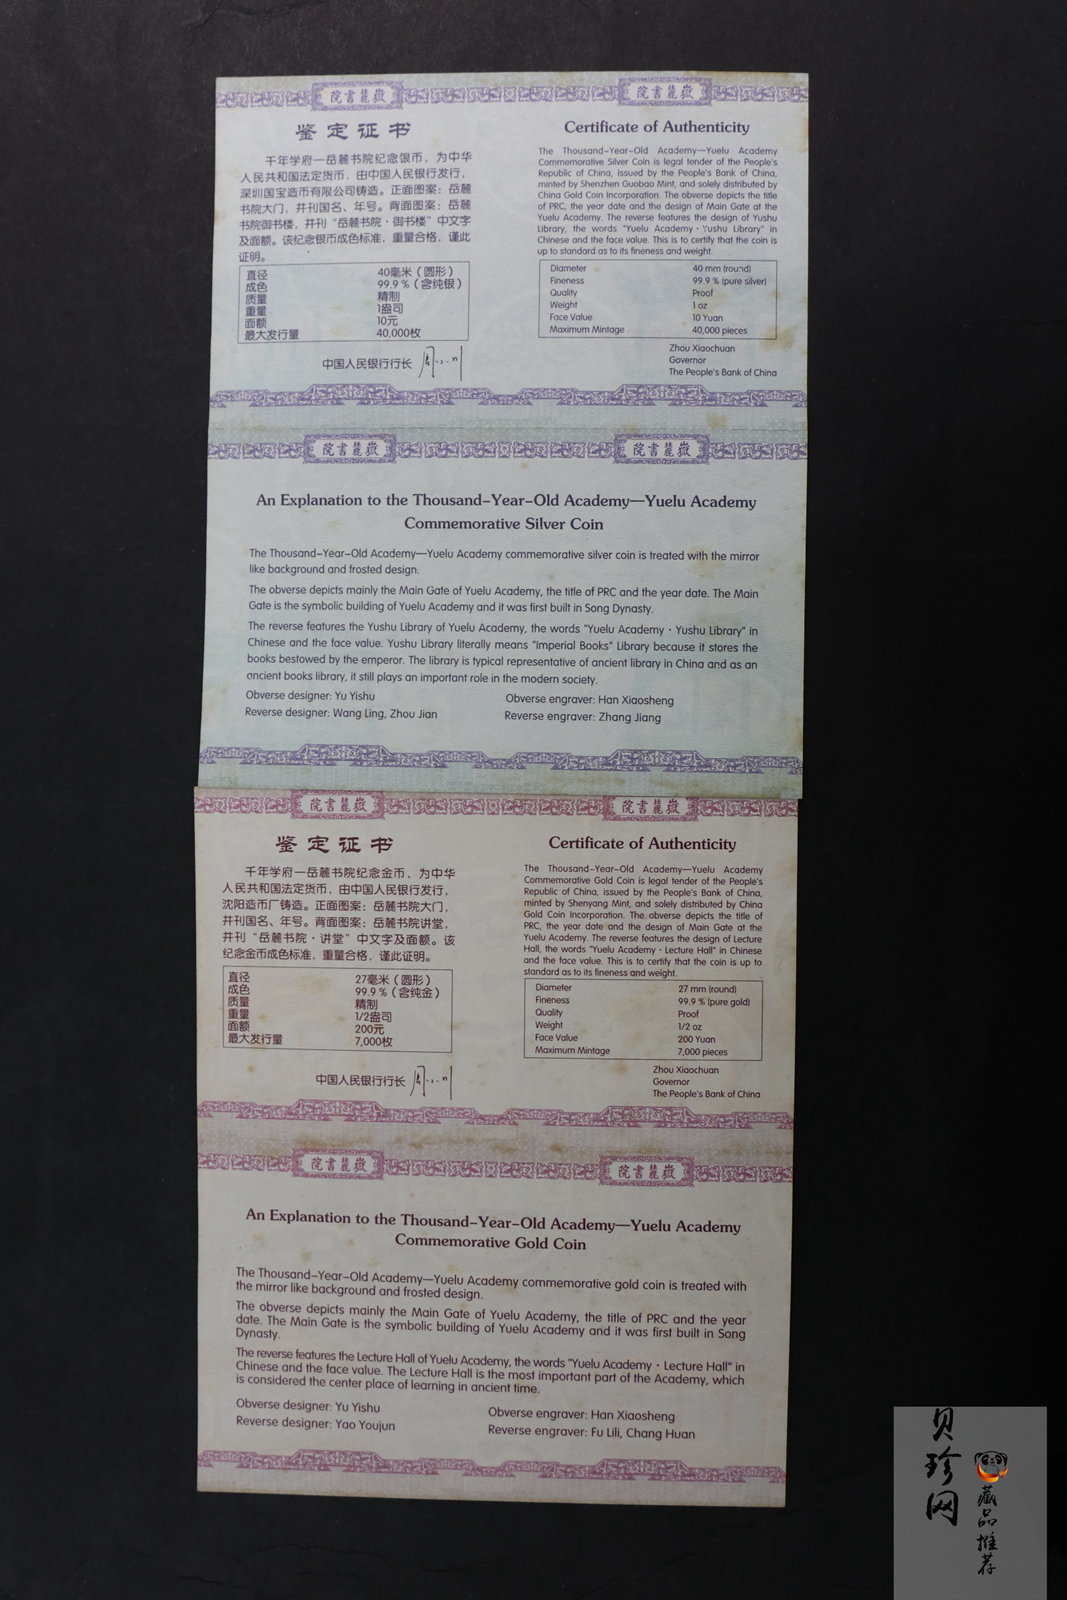 院書麓嶽
院書麓嶽
鉴定证书
千年学府—岳麓书院纪念银币，为中华
人民共和国法定货币，由中国人民银行发行，
深圳国宝造币有限公司铸造。正面图案：岳麓
书院大门，并刊国名、年号。背面图案：岳麓
书院御书楼，并刊“岳麓书院·御书楼”中文字
及面额。该纪念银币成色标准，重量合格，谨此
证明。
直径 40毫米（圆形）
成色 99.9％（含纯银）
质量 精制
重量 1盎司
面额 10元
最大发行量 40,000枚
中国人民银行行长
Certificate of Authenticity
The Thousand-Year-Old Academy—Yuelu Academy
Commemorative Silver Coin is legal tender of the People's
Republic of China, issued by the People's Bank of China,
minted by Shenzhen Guobao Mint, and solely distributed by
China Gold Coin Incorporation. The obverse depicts the title
of PRC, the year date and the design of Main Gate at the
Yuelu Academy. The reverse features the design of Yushu
Library, the words "Yuelu Academy·Yushu Library" in
Chinese and the face value. This is to certify that the coin is
up to standard as to its fineness and weight.
Diameter 40 mm (round)
Fineness 99.9 % (pure silver)
Quality Proof
Weight 1 oz
Face Value 10 Yuan
Maximum Mintage 40,000 pieces
Zhou Xiaochuan
Governor
The People's Bank of China
院書麓嶽
院書麓嶽
An Explanation to the Thousand-Year-Old Academy—Yuelu Academy
Commemorative Silver Coin
The Thousand-Year-Old Academy—Yuelu Academy commemorative silver coin is treated with the mirror
like background and frosted design.
The obverse depicts mainly the Main Gate of Yuelu Academy, the title of PRC and the year date. The Main
Gate is the symbolic building of Yuelu Academy and it was first built in Song Dynasty.
The reverse features the Yushu Library of Yuelu Academy, the words "Yuelu Academy·Yushu Library" in
Chinese and the face value. Yushu Library literally means "Imperial Books" Library because it stores the
books bestowed by the emperor. The library is typical representative of ancient library in China and as an
ancient books library, it still plays an important role in the modern society.
Obverse designer: Yu Yishu Obverse engraver: Han Xiaosheng
Reverse designer: Wang Ling, Zhou Jian Reverse engraver: Zhang Jiang
院書麓嶽
院書麓嶽
鉴定证书
千年学府—岳麓书院纪念金币，为中华
人民共和国法定货币，由中国人民银行发行，
沈阳造币厂铸造。正面图案：岳麓书院大门，
并刊国名、年号。背面图案：岳麓书院讲堂，
并刊“岳麓书院·讲堂”中文字及面额。该
纪念金币成色标准，重量合格，谨此证明。
直径 27毫米（圆形）
成色 99.9％（含纯金）
质量 精制
重量 1/2盎司
面额 200元
最大发行量 7,000枚
中国人民银行行长
Certificate of Authenticity
The Thousand-Year-Old Academy—Yuelu Academy
Commemorative Gold Coin is legal tender of the People's
Republic of China, issued by the People's Bank of China,
minted by Shenyang Mint, and solely distributed by China
Gold Coin Incorporation. The obverse depicts the title of
PRC, the year date and the design of Main Gate at the
Yuelu Academy. The reverse features the design of Lecture
Hall, the words "Yuelu Academy·Lecture Hall" in Chinese
and the face value. This is to certify that the coin is up to
standard as to its fineness and weight.
Diameter 27 mm (round)
Fineness 99.9 % (pure gold)
Quality Proof
Weight 1/2 oz
Face Value 200 Yuan
Maximum Mintage 7,000 pieces
Zhou Xiaochuan
Governor
The People's Bank of China
院書麓嶽
院書麓嶽
An Explanation to the Thousand-Year-Old Academy—Yuelu Academy
Commemorative Gold Coin
The Thousand-Year-Old Academy—Yuelu Academy commemorative gold coin is treated with
the mirror like background and frosted design.
The obverse depicts mainly the Main Gate of Yuelu Academy, the title of PRC and the year
date. The Main Gate is the symbolic building of Yuelu Academy and it was first built in Song
Dynasty.
The reverse features the Lecture Hall of Yuelu Academy, the words "Yuelu Academy·Lecture Hall" in
Chinese and the face value. The Lecture Hall is the most important part of the Academy, which
is considered the center place of learning in ancient time.
Obverse designer: Yu Yishu Obverse engraver: Han Xiaosheng
Reverse designer: Yao Youjun Reverse engraver: Fu Lili, Chang Huan
贝珍网
藏品推荐